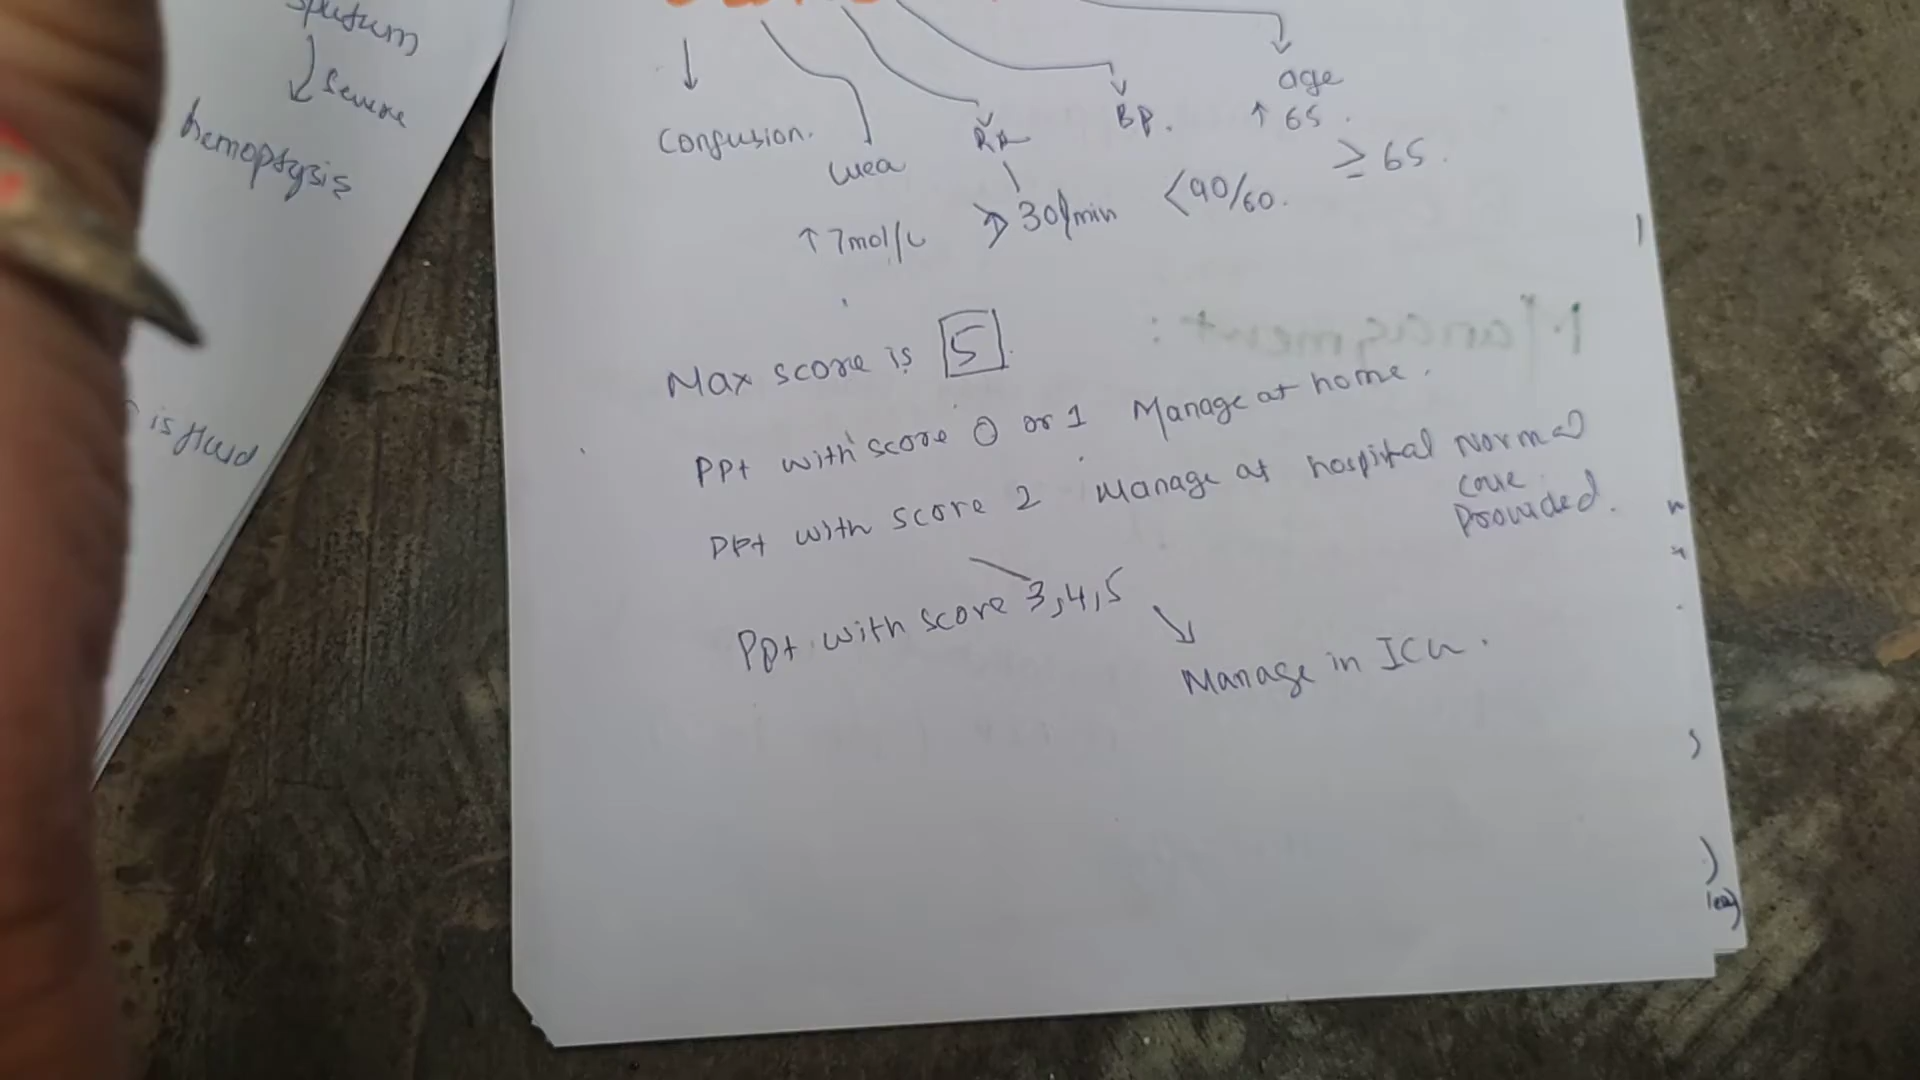 sputum
severe
hemoptysis
is fluid
age
↑ 65.
≥ 65.
BP.
<90/60.
RR
≥ 30/min
Confusion.
urea
↑ 7mol/L
Max score is 5.
PPt with score 0 or 1 Manage at home.
PPt with score 2 Manage at hospital Normal
care
Provided.
PPt with score 3,4,5
Manage in ICU.